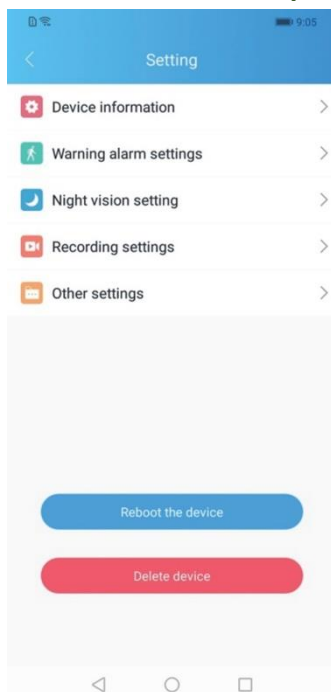 9:05
Setting
Device information
Warning alarm settings
Night vision setting
Recording settings
Other settings
Reboot the device
Delete device